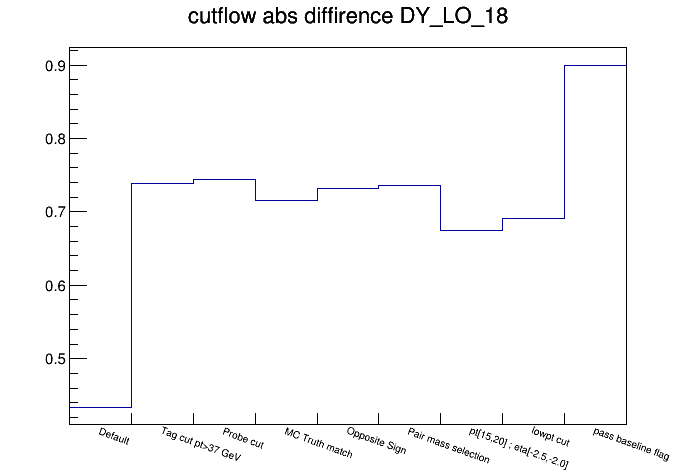 cutflow abs diffirence DY_LO_18
0.9
0.8
0.7
0.6
0.5
Default
Tag cut pt>37 GeV
Probe cut
MC Truth match
Opposite Sign
Pair mass selection
pt[15,20] : eta[-2.5,-2.0]
lowpt cut
pass baseline flag